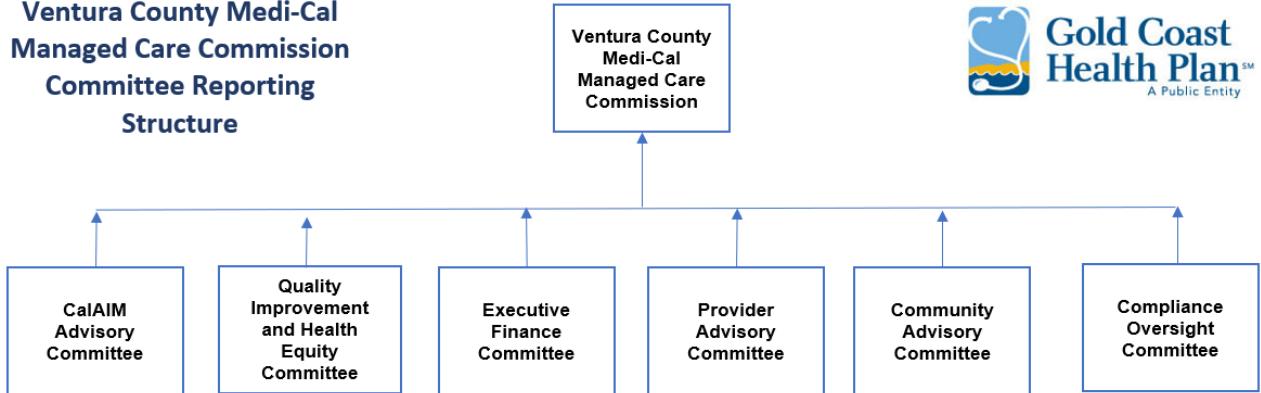 Ventura County Medi-Cal
Managed Care Commission
Committee Reporting
Structure
Ventura County
Medi-Cal
Managed Care
Commission
Gold Coast
Health Plan℠
A Public Entity
CalAIM
Advisory
Committee
Quality
Improvement
and Health
Equity
Committee
Executive
Finance
Committee
Provider
Advisory
Committee
Community
Advisory
Committee
Compliance
Oversight
Committee